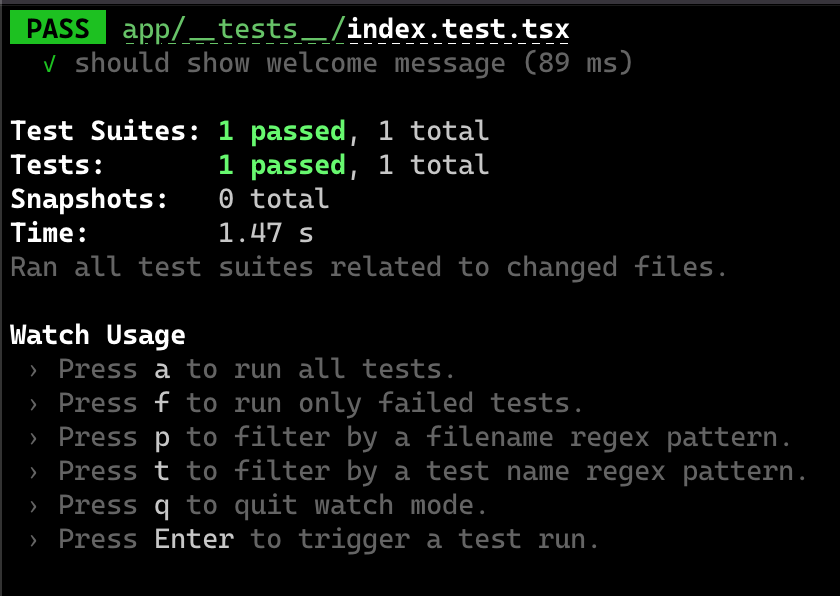 PASS app/__tests__/index.test.tsx
√ should show welcome message (89 ms)
Test Suites: 1 passed, 1 total
Tests: 1 passed, 1 total
Snapshots: 0 total
Time: 1.47 s
Ran all test suites related to changed files.
Watch Usage
› Press a to run all tests.
› Press f to run only failed tests.
› Press p to filter by a filename regex pattern.
› Press t to filter by a test name regex pattern.
› Press q to quit watch mode.
› Press Enter to trigger a test run.